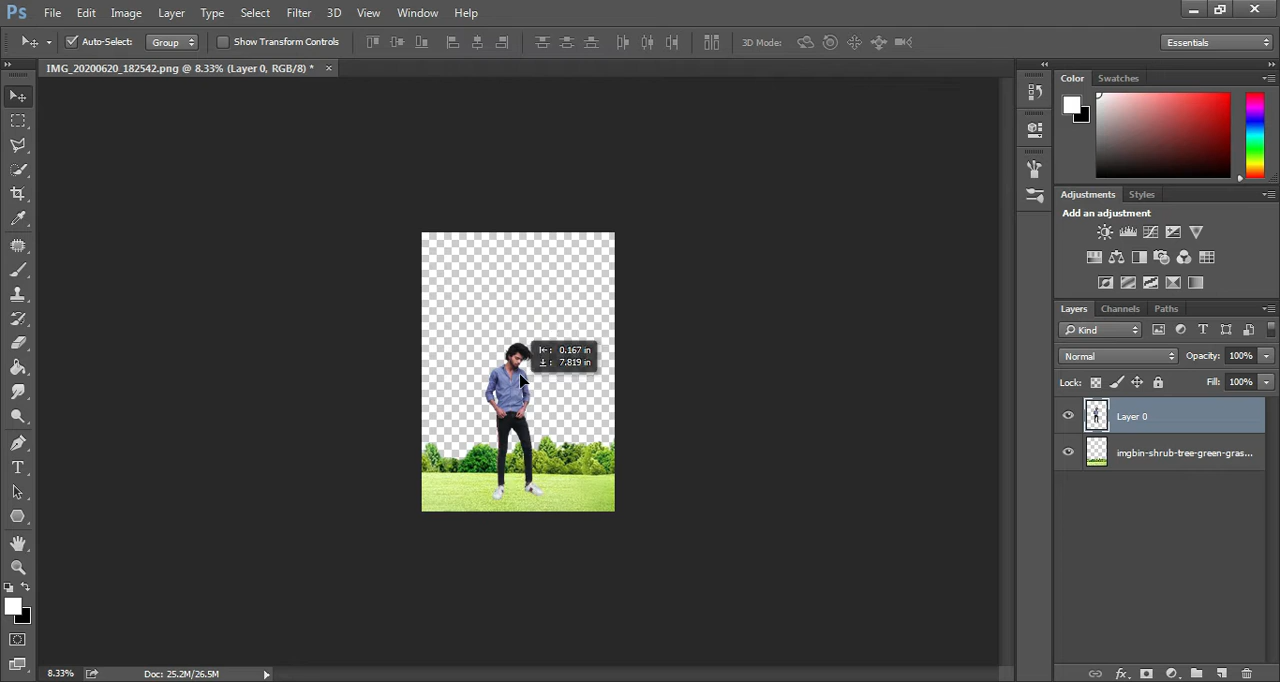 Ps File Edit Image Layer Type Select Filter 3D View Window Help
Auto-Select: Group Show Transform Controls 3D Mode: Essentials
IMG_20200620_182542.png @ 8.33% (Layer 0, RGB/8) * ×
Color Swatches
Adjustments Styles
Add an adjustment
Layers Channels Paths
Kind
Normal Opacity: 100%
Lock: Fill: 100%
Layer 0
imgbin-shrub-tree-green-gras...
0.167 in
7.819 in
T
8.33% Doc: 25.2M/26.5M
fx